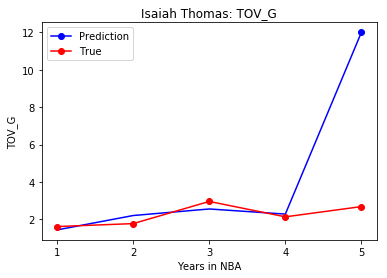 Isaiah Thomas: TOV_G
Prediction
True
12
10
8
6
4
2
TOV_G
1 2 3 4 5
Years in NBA